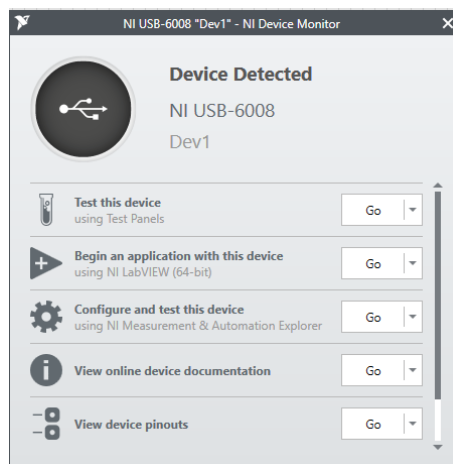 NI USB-6008 "Dev1" - NI Device Monitor
Device Detected
NI USB-6008
Dev1
Test this device
using Test Panels
Go
Begin an application with this device
using NI LabVIEW (64-bit)
Go
Configure and test this device
using NI Measurement & Automation Explorer
Go
View online device documentation
Go
View device pinouts
Go